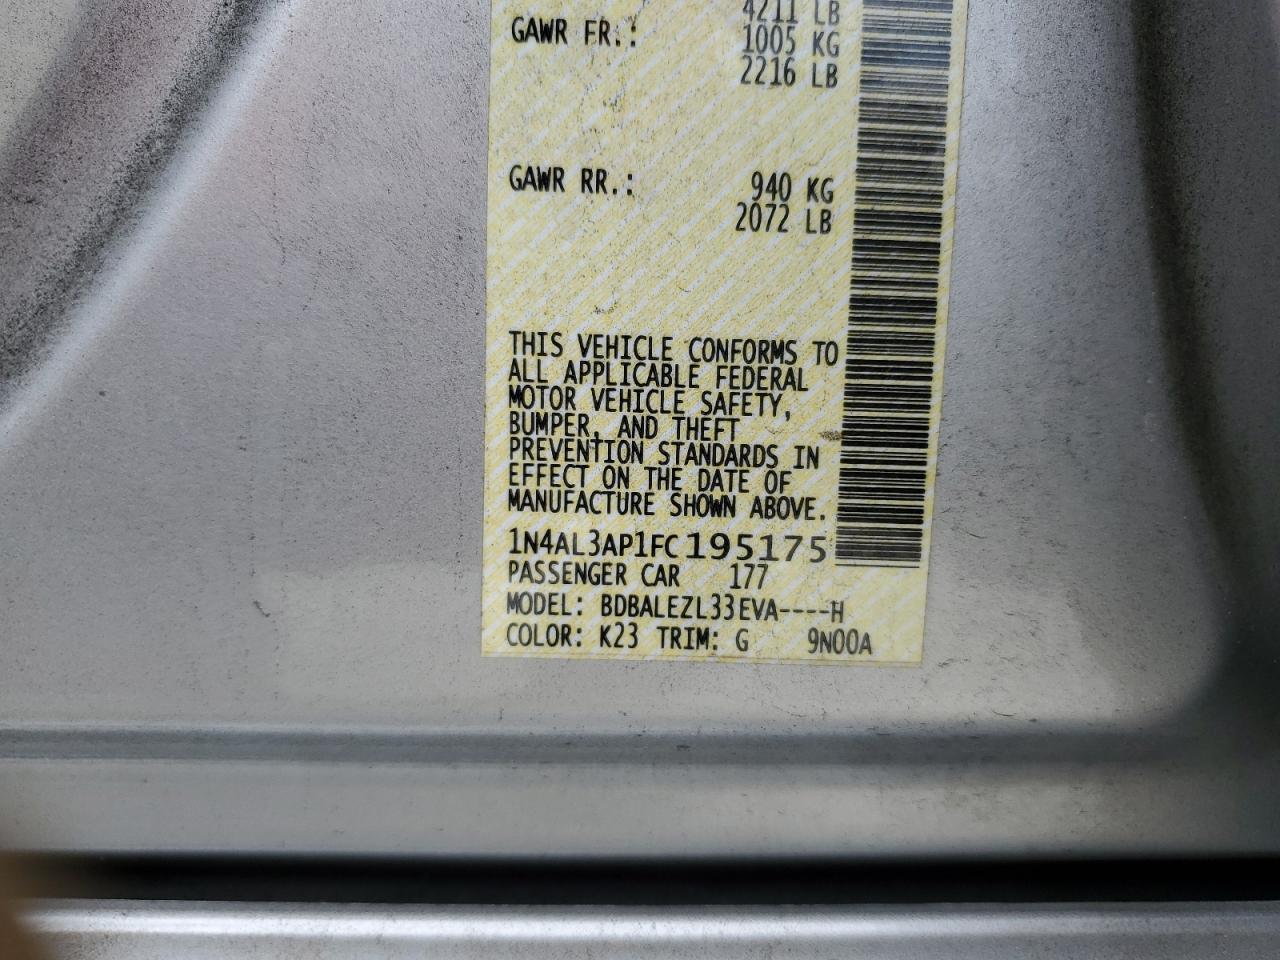 4211 LB
GAWR FR.: 1005 KG
2216 LB
GAWR RR.: 940 KG
2072 LB
THIS VEHICLE CONFORMS TO
ALL APPLICABLE FEDERAL
MOTOR VEHICLE SAFETY,
BUMPER, AND THEFT
PREVENTION STANDARDS IN
EFFECT ON THE DATE OF
MANUFACTURE SHOWN ABOVE.
1N4AL3AP1FC195175
PASSENGER CAR 177
MODEL: BDBALEZL33EVA----H
COLOR: K23 TRIM: G 9N00A